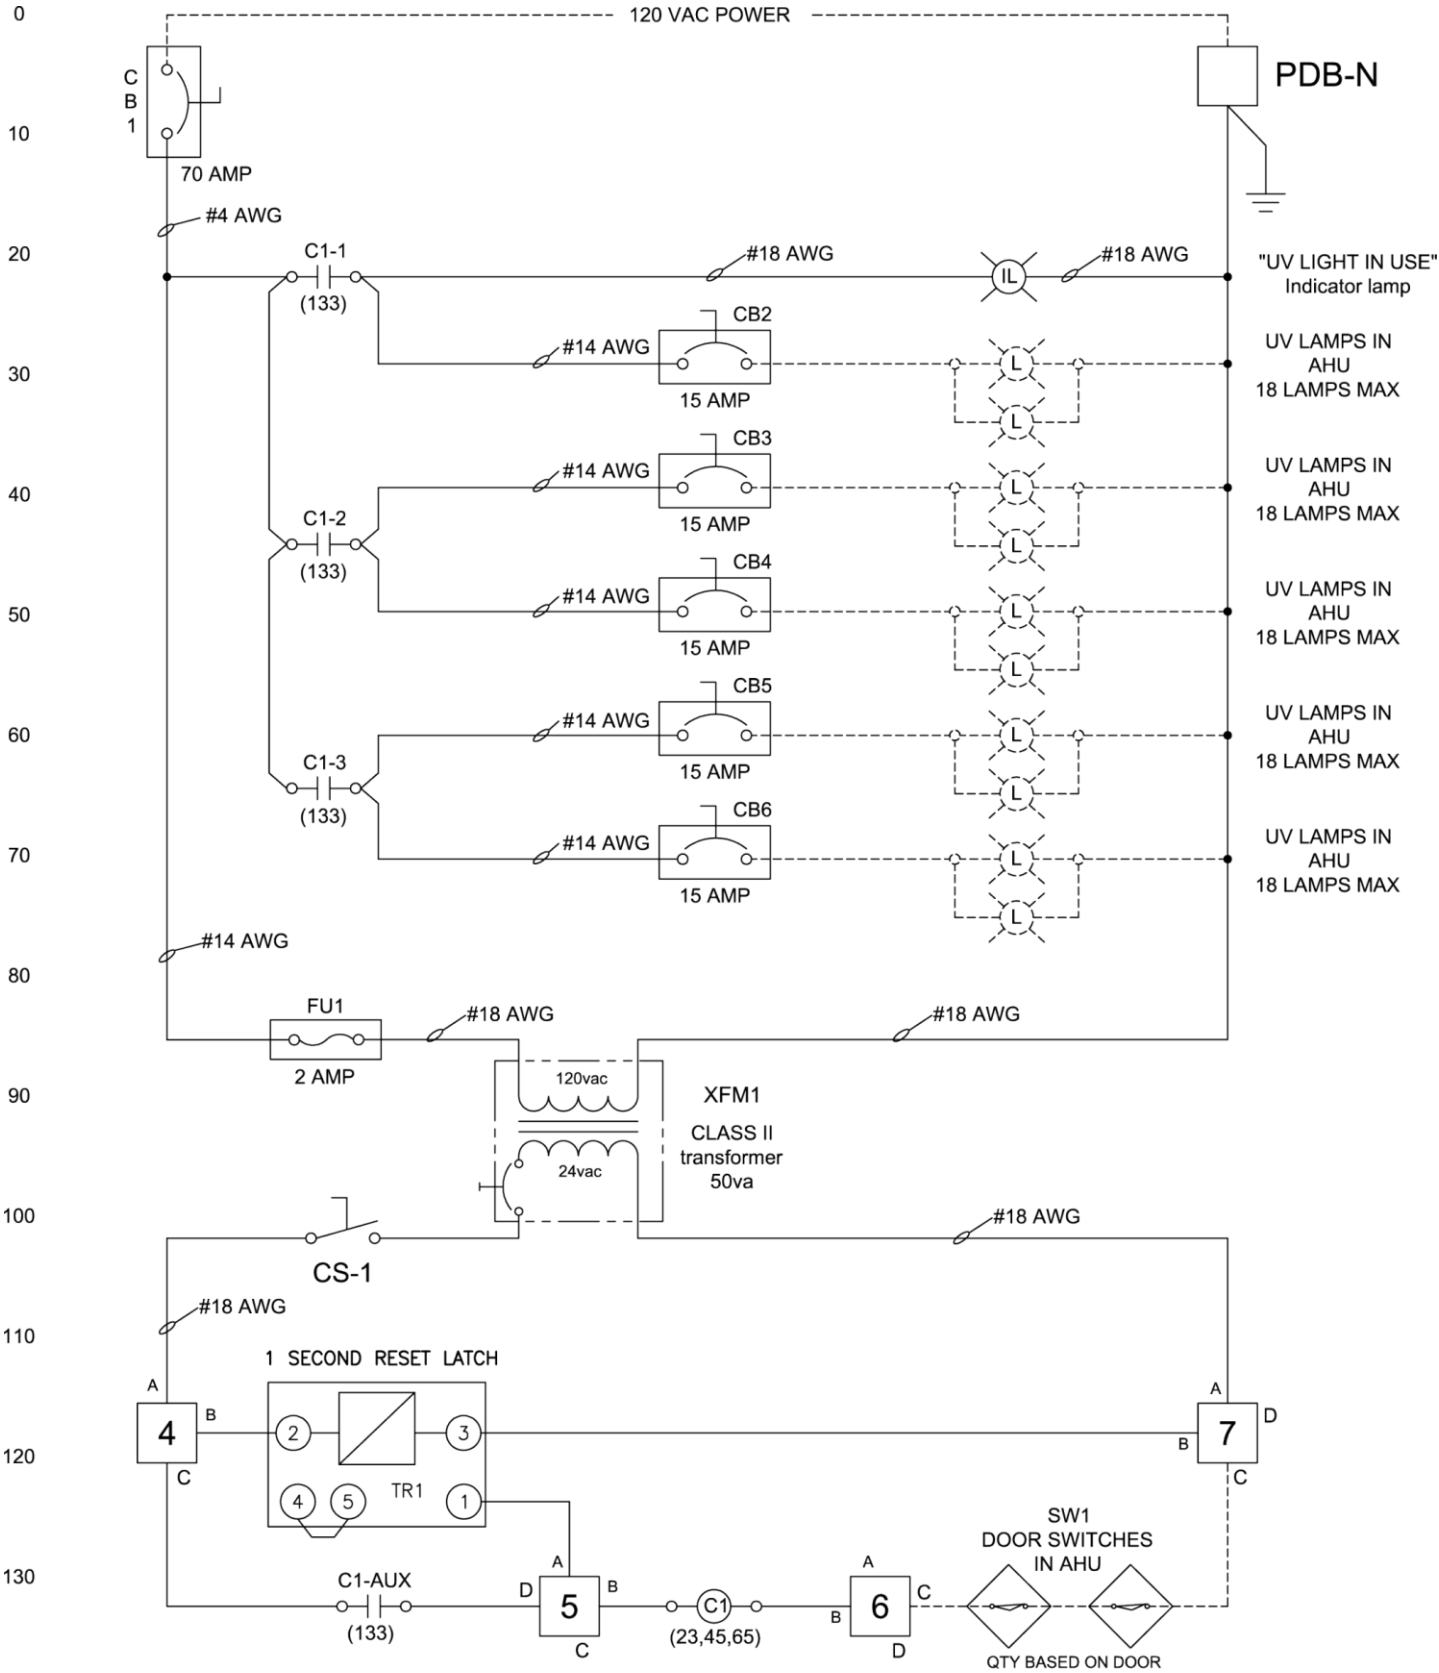 0
120 VAC POWER
C
B
1
PDB-N
10
70 AMP
#4 AWG
20
C1-1
#18 AWG
#18 AWG
"UV LIGHT IN USE"
Indicator lamp
IL
(133)
CB2
#14 AWG
15 AMP
L
L
UV LAMPS IN
AHU
18 LAMPS MAX
30
CB3
#14 AWG
15 AMP
L
L
UV LAMPS IN
AHU
18 LAMPS MAX
40
C1-2
(133)
CB4
#14 AWG
15 AMP
L
L
UV LAMPS IN
AHU
18 LAMPS MAX
50
CB5
#14 AWG
15 AMP
L
L
UV LAMPS IN
AHU
18 LAMPS MAX
60
C1-3
(133)
CB6
#14 AWG
15 AMP
L
L
UV LAMPS IN
AHU
18 LAMPS MAX
70
#14 AWG
80
FU1
2 AMP
#18 AWG
#18 AWG
90
120vac
24vac
XFM1
CLASS II
transformer
50va
100
CS-1
#18 AWG
#18 AWG
110
1 SECOND RESET LATCH
A
4
B
C
2
3
4
5
TR1
1
A
7
D
B
C
120
SW1
DOOR SWITCHES
IN AHU
130
C1-AUX
(133)
A
D
5
B
C
C1
(23,45,65)
A
B
6
C
D
QTY BASED ON DOOR